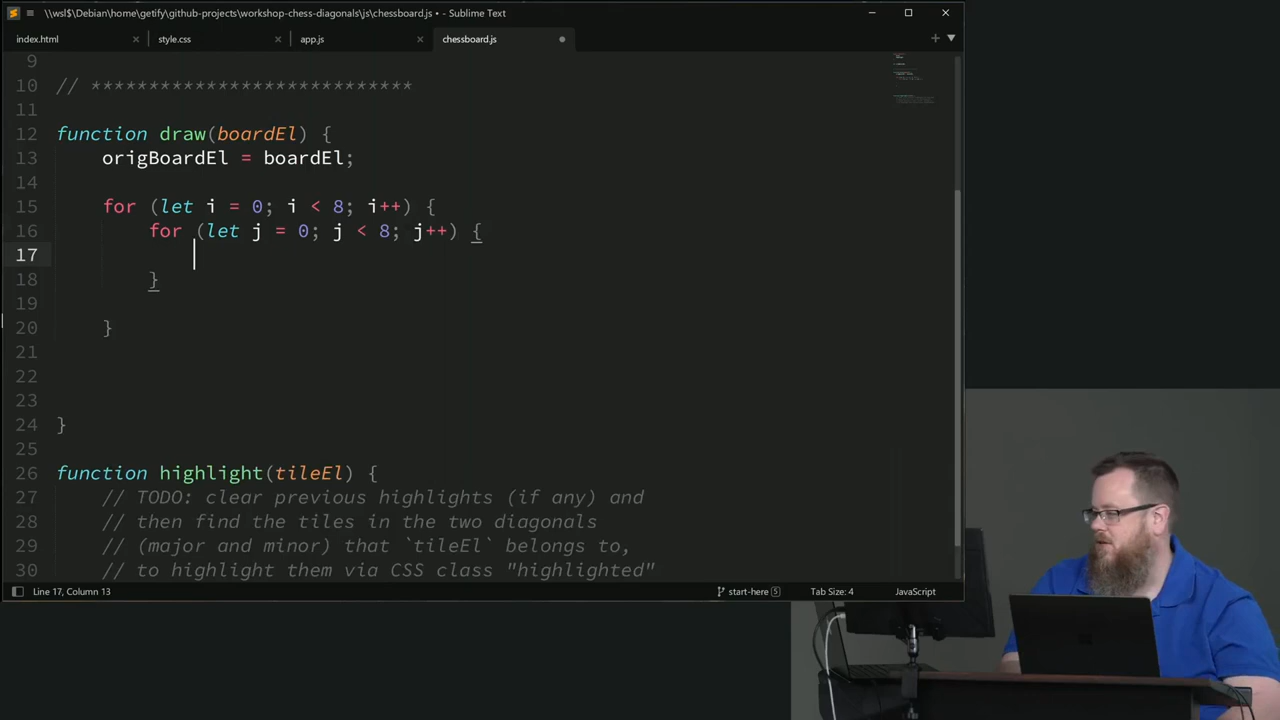 \\wsl$\Debian\home\getify\github-projects\workshop-chess-diagonals\js\chessboard.js • - Sublime Text
index.html
style.css
app.js
chessboard.js
9
10 // ****************************
11
12 function draw(boardEl) {
13 origBoardEl = boardEl;
14
15 for (let i = 0; i < 8; i++) {
16 for (let j = 0; j < 8; j++) {
17
18 }
19
20 }
21
22
23
24 }
25
26 function highlight(tileEl) {
27 // TODO: clear previous highlights (if any) and
28 // then find the tiles in the two diagonals
29 // (major and minor) that `tileEl` belongs to,
30 // to highlight them via CSS class "highlighted"
Line 17, Column 13
start-here 5
Tab Size: 4
JavaScript